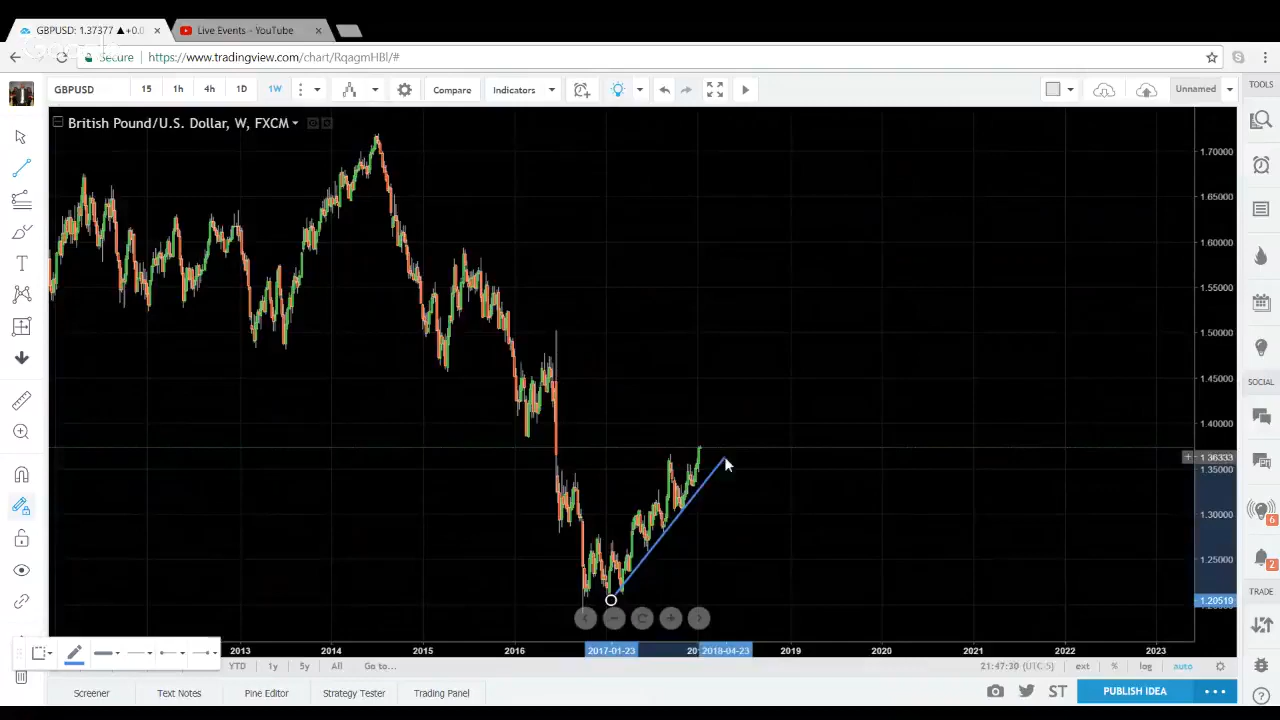 GBPUSD: 1.37377 ▲+0.0
Live Events - YouTube
Secure
https://www.tradingview.com/chart/RqagmHBl/#
GBPUSD 15 1h 4h 1D 1W Compare Indicators Unnamed
TOOLS
British Pound/U.S. Dollar, W, FXCM
1.70000
1.65000
1.60000
1.55000
1.50000
1.45000
1.40000
1.36333
1.35000
1.30000
1.25000
1.20519
SOCIAL
6
2
TRADE
2013 2014 2015 2016 2017-01-23 2018-04-23 2019 2020 2021 2022 2023
YTD 1y 5y All Go to... 21:47:30 (UTC-5) ext % log auto
Screener Text Notes Pine Editor Strategy Tester Trading Panel ST PUBLISH IDEA